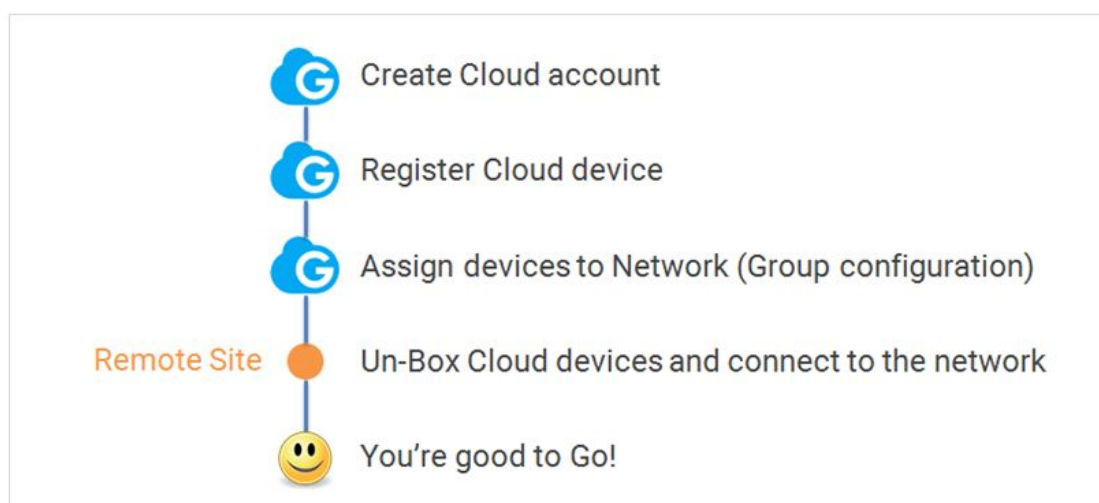 G Create Cloud account
G Register Cloud device
G Assign devices to Network (Group configuration)
Remote Site Un-Box Cloud devices and connect to the network
You're good to Go!